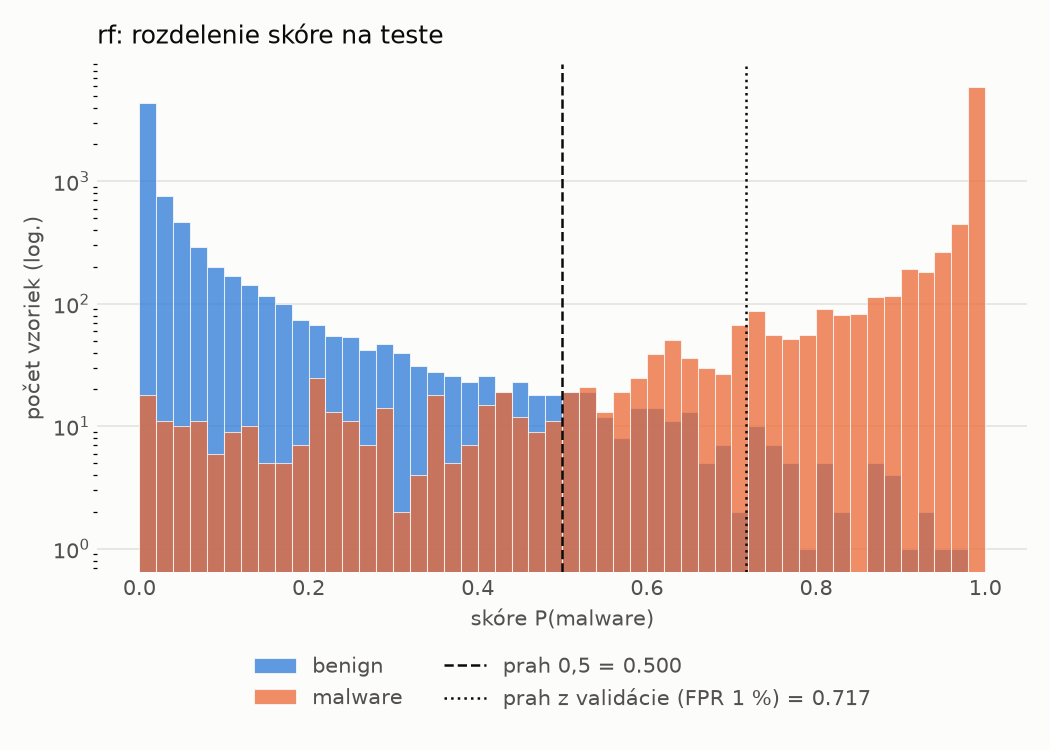 rf: rozdelenie skóre na teste
počet vzoriek (log.)
10³
10²
10¹
10⁰
0.0 0.2 0.4 0.6 0.8 1.0
skóre P(malware)
benign
malware
prah 0,5 = 0.500
prah z validácie (FPR 1 %) = 0.717